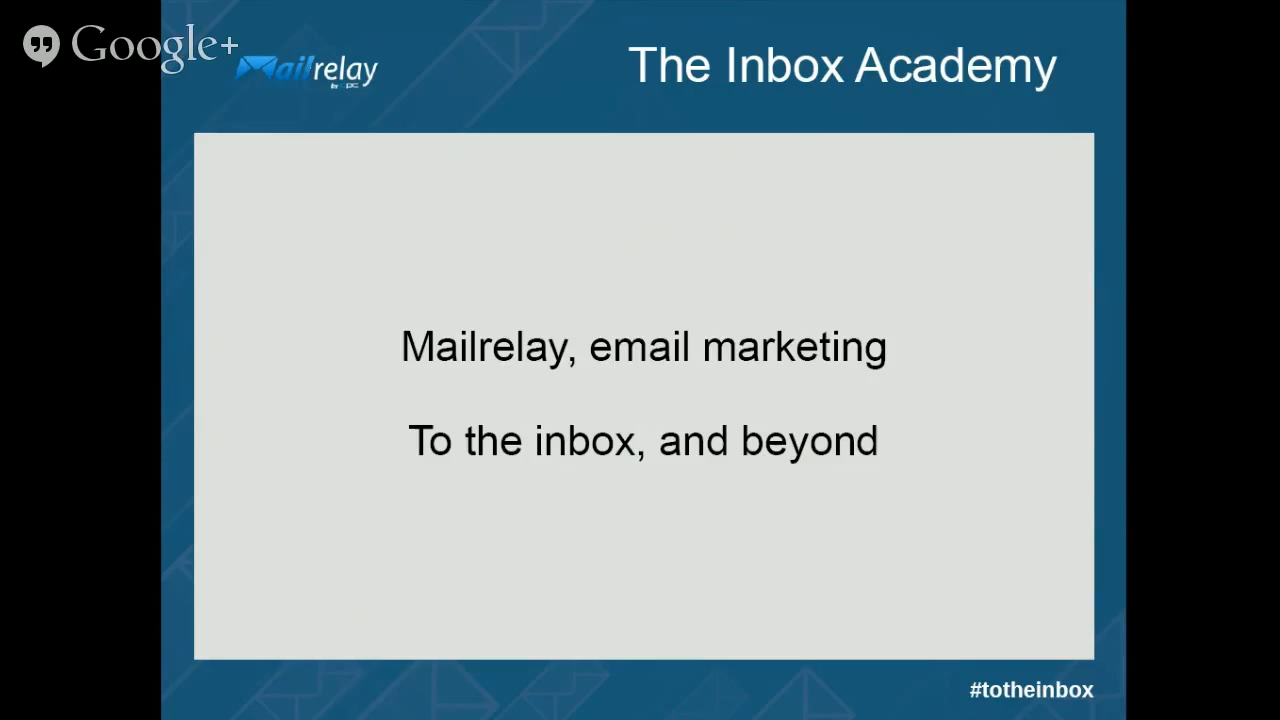 Google+
Mailrelay
The Inbox Academy
Mailrelay, email marketing
To the inbox, and beyond
#totheinbox